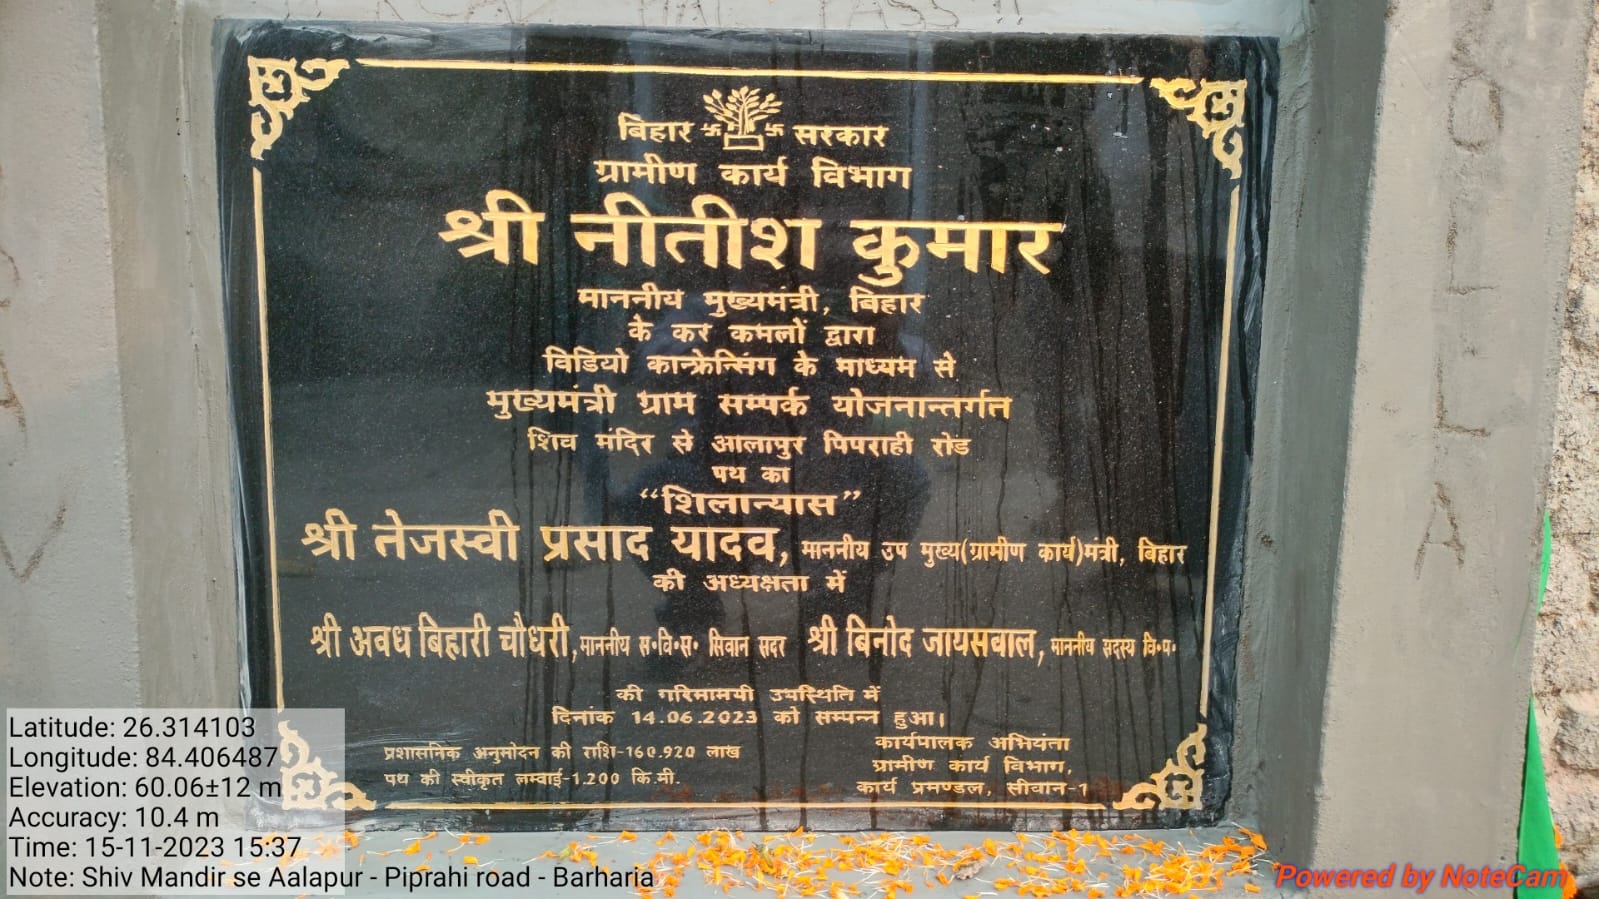 बिहार सरकार
ग्रामीण कार्य विभाग
श्री नीतीश कुमार
माननीय मुख्यमंत्री, बिहार
के कर कमलों द्वारा
विडियो कान्फ्रेन्सिंग के माध्यम से
मुख्यमंत्री ग्राम सम्पर्क योजनान्तर्गत
शिव मंदिर से आलापुर पिपराही रोड
पथ का
“शिलान्यास”
श्री तेजस्वी प्रसाद यादव, माननीय उप मुख्य(ग्रामीण कार्य)मंत्री, बिहार
की अध्यक्षता में
श्री अवध बिहारी चौधरी, माननीय स॰वि॰स॰ सिवान सदर श्री बिनोद जायसवाल, माननीय सदस्य वि॰प॰
की गरिमामयी उपस्थिति में
दिनांक 14.06.2023 को सम्पन्न हुआ।
प्रशासनिक अनुमोदन की राशि-160.920 लाख
पथ की स्वीकृत लम्वाई-1.200 कि.मी.
कार्यपालक अभियंता
ग्रामीण कार्य विभाग,
कार्य प्रमण्डल, सीवान-1
Latitude: 26.314103
Longitude: 84.406487
Elevation: 60.06±12 m
Accuracy: 10.4 m
Time: 15-11-2023 15:37
Note: Shiv Mandir se Aalapur - Piprahi road - Barharia
Powered by NoteCam